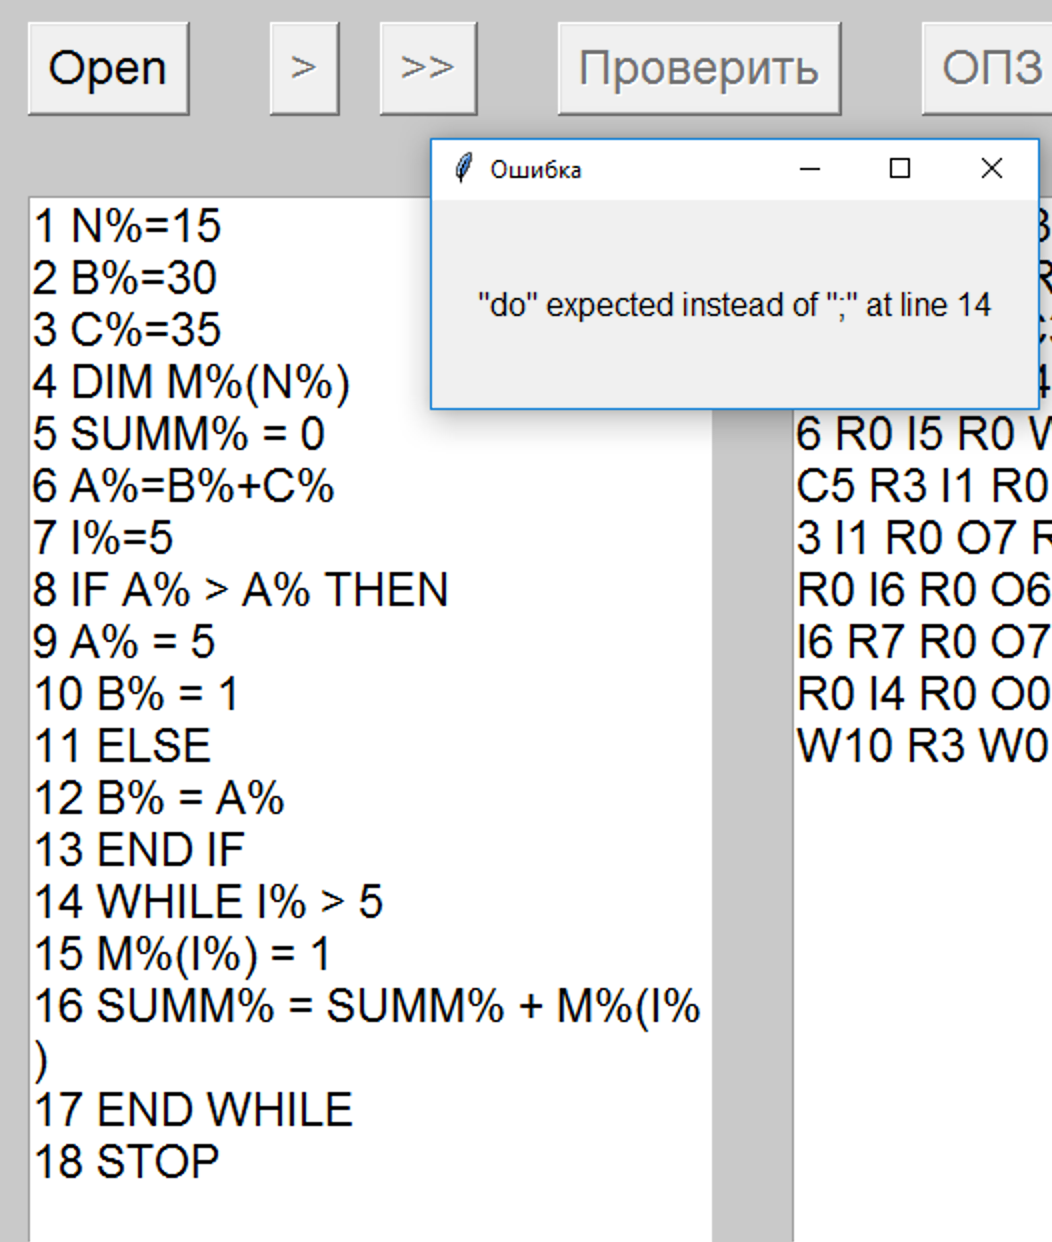 Open
>
>>
Проверить
ОПЗ
Ошибка
"do" expected instead of ";" at line 14
1 N%=15
2 B%=30
3 C%=35
4 DIM M%(N%)
5 SUMM% = 0
6 A%=B%+C%
7 I%=5
8 IF A% > A% THEN
9 A% = 5
10 B% = 1
11 ELSE
12 B% = A%
13 END IF
14 WHILE I% > 5
15 M%(I%) = 1
16 SUMM% = SUMM% + M%(I%
)
17 END WHILE
18 STOP
6 R0 I5 R0
C5 R3 I1 R0
3 I1 R0 O7
R0 I6 R0 O6
I6 R7 R0 O7
R0 I4 R0 O0
W10 R3 W0